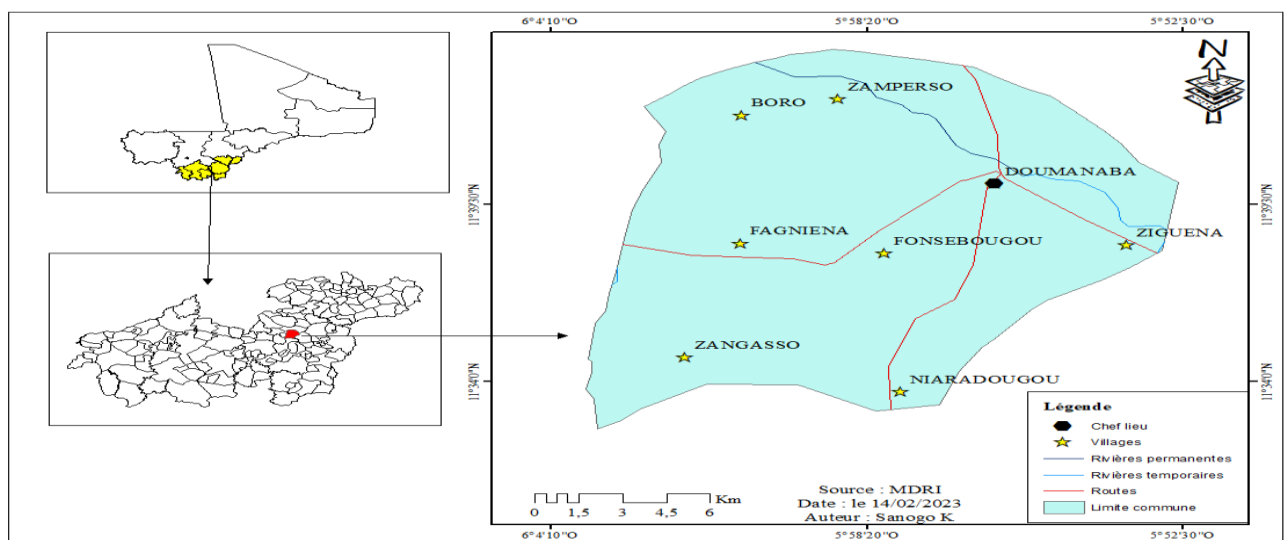 6°4'10"O
5°58'20"O
5°52'30"O
N
ZAMPERSO
BORO
DOUMANABA
11°39'30"N
11°39'30"N
FAGNIENA
FONSEBOUGOU
ZIGUENA
ZANGASSO
NIARADOUGOU
11°34'0"N
11°34'0"N
Légende
Chef lieu
Villages
Rivières permanentes
Rivières temporaires
Routes
Limite commune
Km
0 1,5 3 6
Source : MDRI
Date : le 14/02/2023
Auteur : Sanogo K
6°4'10"O
5°58'20"O
5°52'30"O